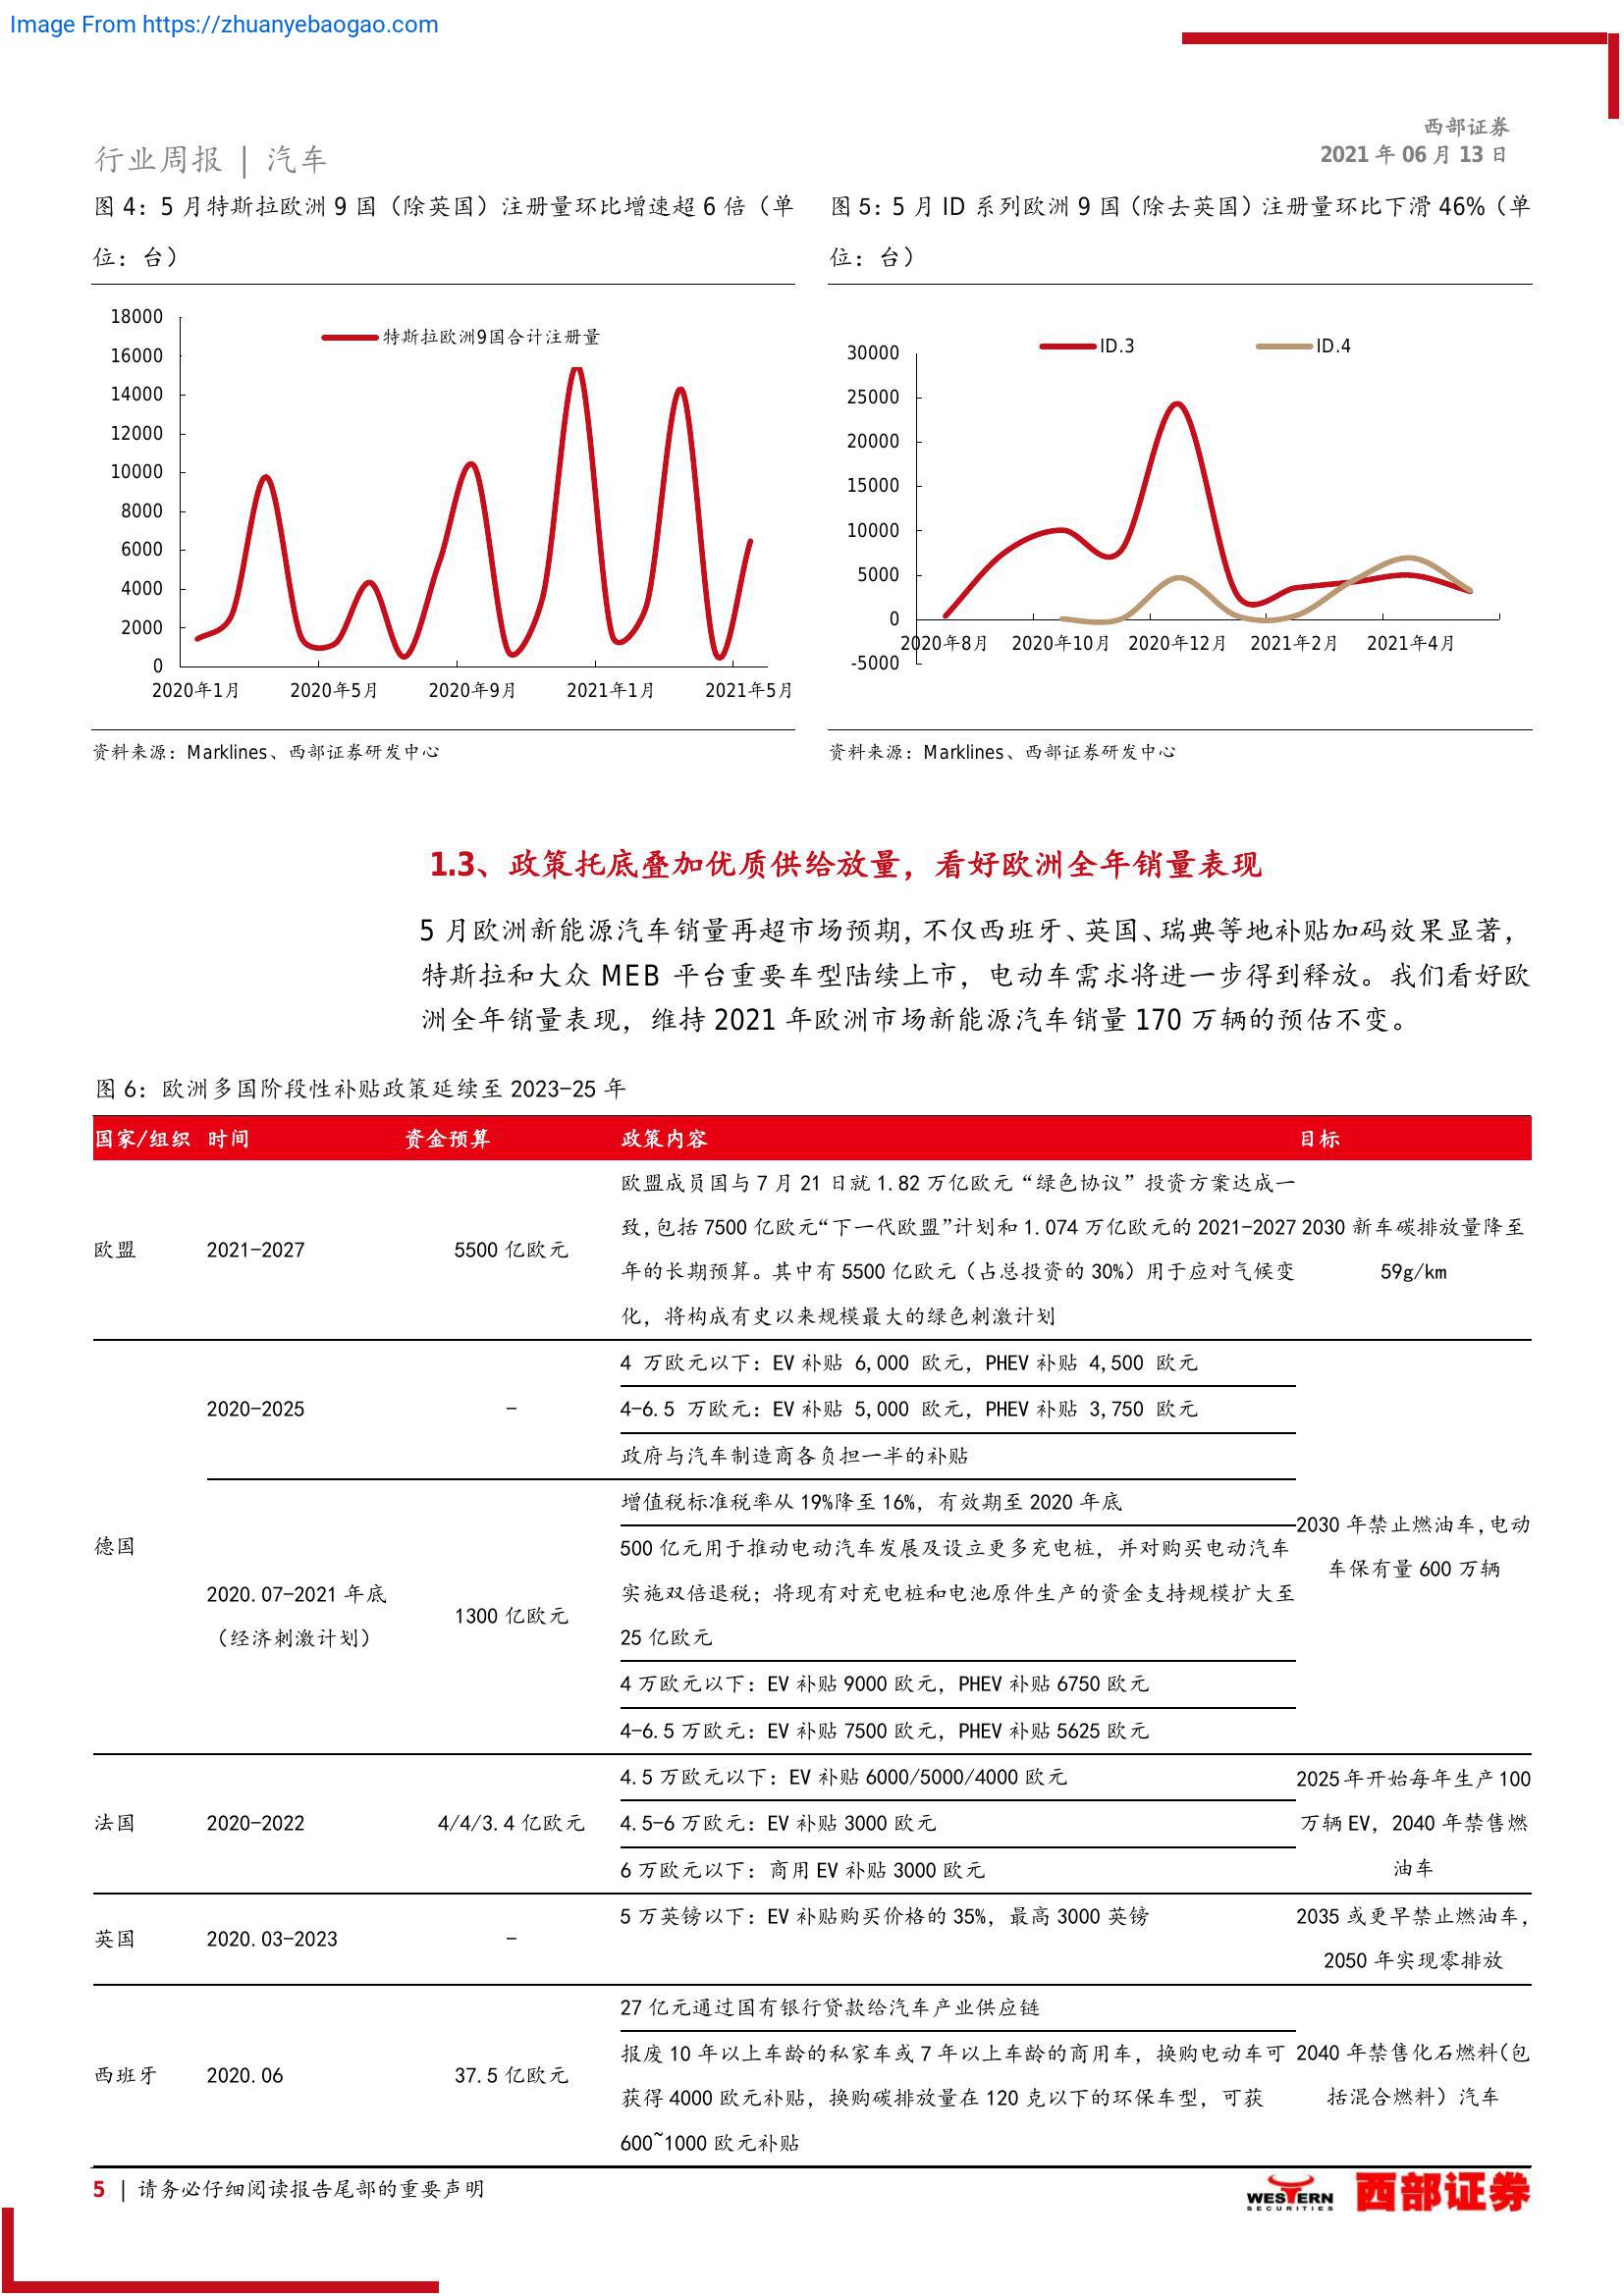 Image From https://zhuanyebaogao.com
西部证券
2021 年 06 月 13 日
行业周报 | 汽车
图 4：5 月特斯拉欧洲 9 国（除英国）注册量环比增速超 6 倍（单
位：台）
18000
16000
14000
12000
10000
8000
6000
4000
2000
0
特斯拉欧洲9国合计注册量
2020年1月 2020年5月 2020年9月 2021年1月 2021年5月
资料来源：Marklines、西部证券研发中心
图 5：5 月 ID 系列欧洲 9 国（除去英国）注册量环比下滑 46%（单
位：台）
30000
25000
20000
15000
10000
5000
0
-5000
ID.3 ID.4
2020年8月 2020年10月 2020年12月 2021年2月 2021年4月
资料来源：Marklines、西部证券研发中心
1.3、政策托底叠加优质供给放量，看好欧洲全年销量表现
5 月欧洲新能源汽车销量再超市场预期，不仅西班牙、英国、瑞典等地补贴加码效果显著，
特斯拉和大众 MEB 平台重要车型陆续上市，电动车需求将进一步得到释放。我们看好欧
洲全年销量表现，维持 2021 年欧洲市场新能源汽车销量 170 万辆的预估不变。
图 6：欧洲多国阶段性补贴政策延续至 2023-25 年
国家/组织 时间 资金预算 政策内容 目标
欧盟 2021-2027 5500 亿欧元
欧盟成员国与 7 月 21 日就 1.82 万亿欧元“绿色协议”投资方案达成一
致，包括 7500 亿欧元“下一代欧盟”计划和 1.074 万亿欧元的 2021-2027
年的长期预算。其中有 5500 亿欧元（占总投资的 30%）用于应对气候变
化，将构成有史以来规模最大的绿色刺激计划
2030 新车碳排放量降至
59g/km
德国
2020-2025 -
4 万欧元以下：EV 补贴 6,000 欧元，PHEV 补贴 4,500 欧元
4-6.5 万欧元：EV 补贴 5,000 欧元，PHEV 补贴 3,750 欧元
政府与汽车制造商各负担一半的补贴
2020.07-2021 年底
（经济刺激计划）
1300 亿欧元
增值税标准税率从 19%降至 16%，有效期至 2020 年底
500 亿元用于推动电动汽车发展及设立更多充电桩，并对购买电动汽车
实施双倍退税；将现有对充电桩和电池原件生产的资金支持规模扩大至
25 亿欧元
4 万欧元以下：EV 补贴 9000 欧元，PHEV 补贴 6750 欧元
4-6.5 万欧元：EV 补贴 7500 欧元，PHEV 补贴 5625 欧元
2030 年禁止燃油车，电动
车保有量 600 万辆
法国 2020-2022 4/4/3.4 亿欧元
4.5 万欧元以下：EV 补贴 6000/5000/4000 欧元
4.5-6 万欧元：EV 补贴 3000 欧元
6 万欧元以下：商用 EV 补贴 3000 欧元
2025 年开始每年生产 100
万辆 EV，2040 年禁售燃
油车
英国 2020.03-2023 -
5 万英镑以下：EV 补贴购买价格的 35%，最高 3000 英镑
2035 或更早禁止燃油车，
2050 年实现零排放
西班牙 2020.06 37.5 亿欧元
27 亿元通过国有银行贷款给汽车产业供应链
报废 10 年以上车龄的私家车或 7 年以上车龄的商用车，换购电动车可
获得 4000 欧元补贴，换购碳排放量在 120 克以下的环保车型，可获
600~1000 欧元补贴
2040 年禁售化石燃料（包
括混合燃料）汽车
5 | 请务必仔细阅读报告尾部的重要声明
WESTERN
SECURITIES
西部证券